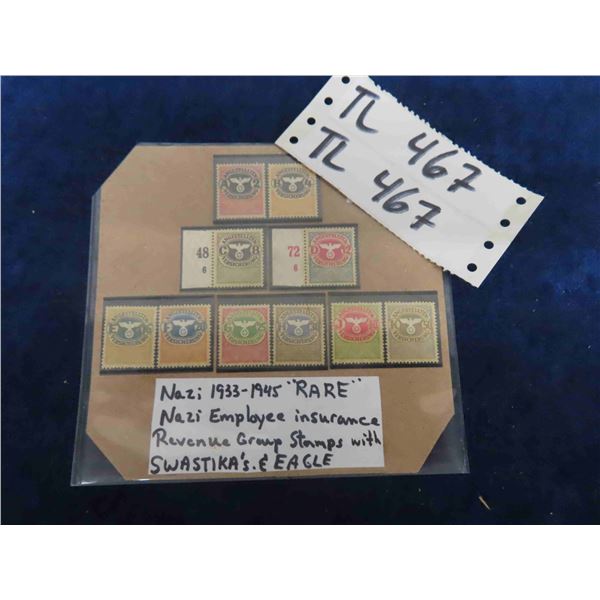 TL 467
TL 467
48
6
72
6
Nazi 1933-1945 "RARE"
Nazi Employee insurance
Revenue Group Stamps with
SWASTIKA's. & EAGLE